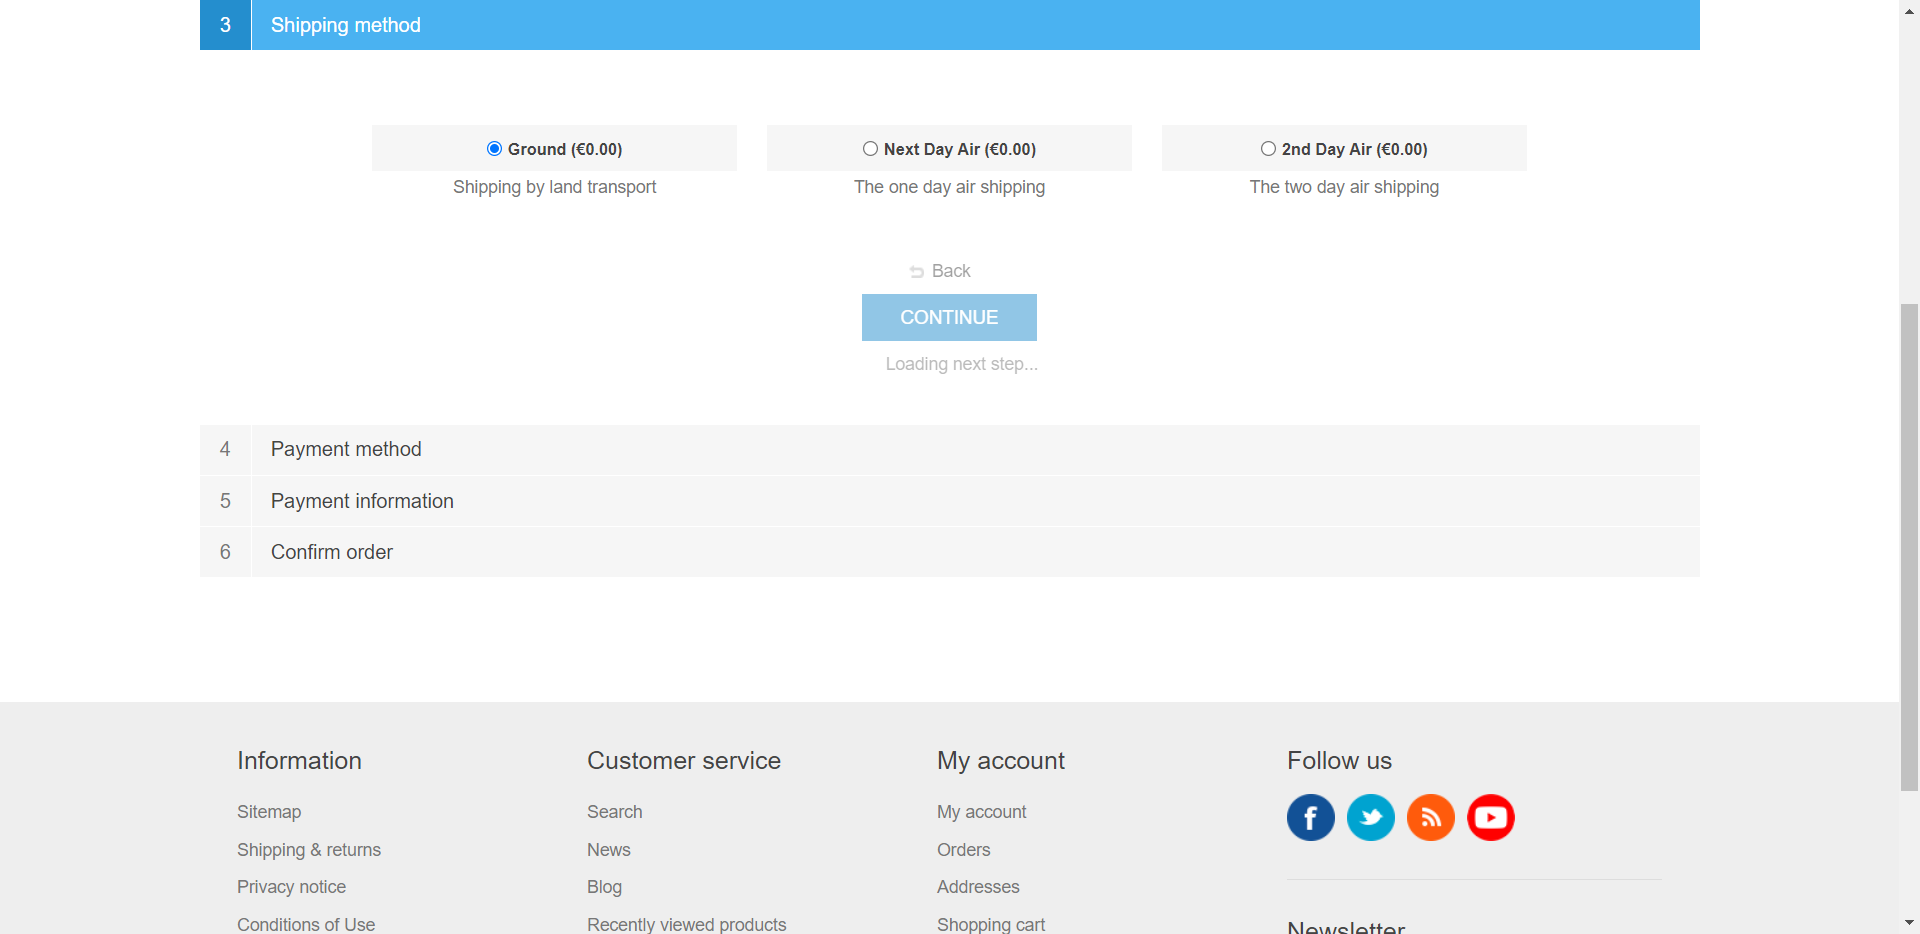 3 Shipping method
Ground (€0.00) Next Day Air (€0.00) 2nd Day Air (€0.00)
Shipping by land transport The one day air shipping The two day air shipping
Back
CONTINUE
Loading next step...
4 Payment method
5 Payment information
6 Confirm order
Information Customer service My account Follow us
Sitemap Search My account
Shipping & returns News Orders
Privacy notice Blog Addresses
Conditions of Use Recently viewed products Shopping cart
Newsletter